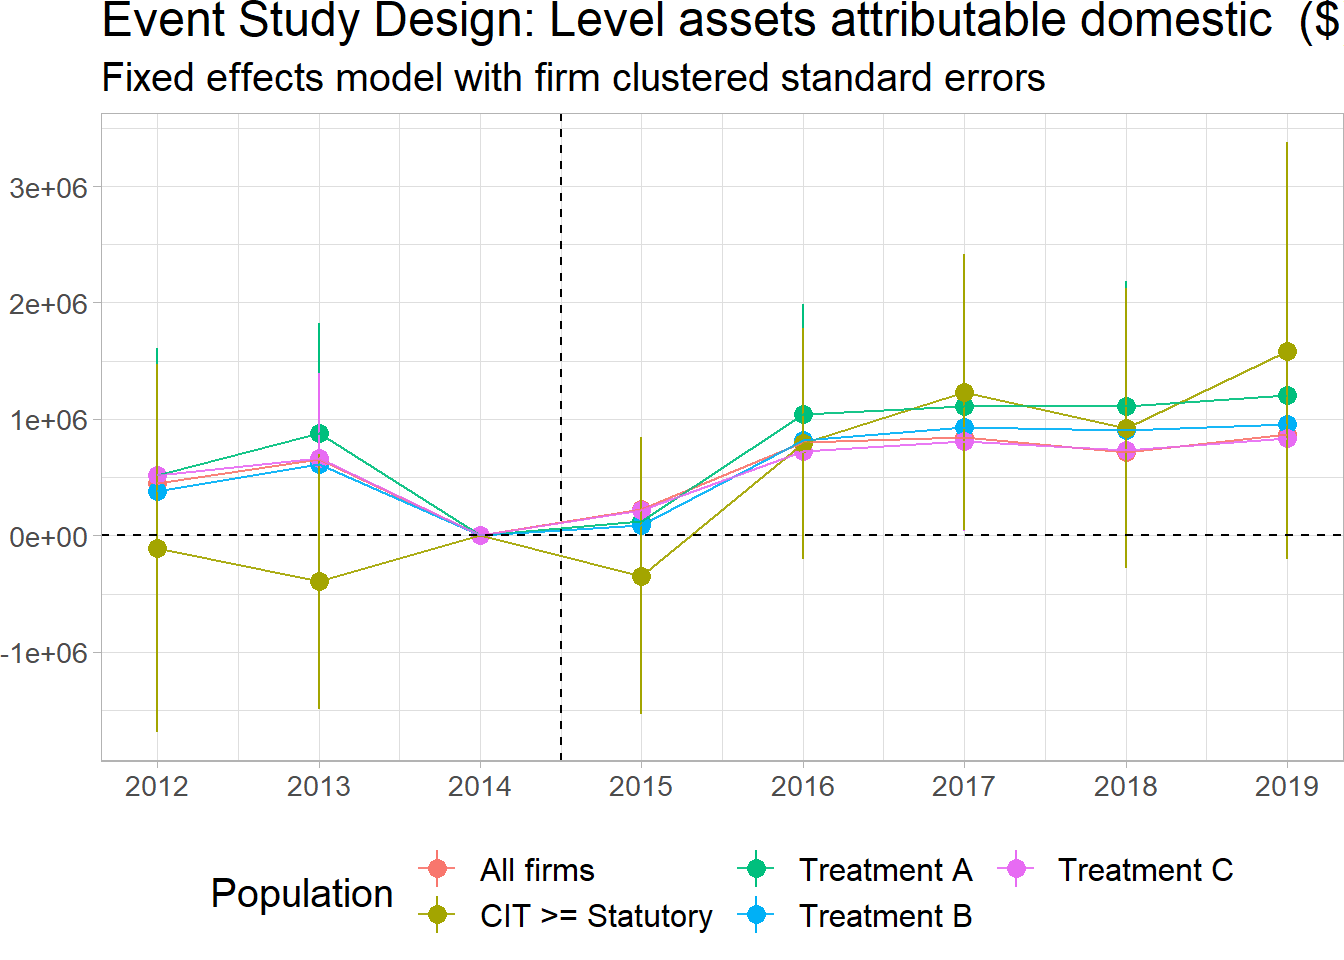 Event Study Design: Level assets attributable domestic ($
Fixed effects model with firm clustered standard errors
3e+06
2e+06
1e+06
0e+00
-1e+06
2012 2013 2014 2015 2016 2017 2018 2019
Population
All firms Treatment A Treatment C
CIT >= Statutory Treatment B